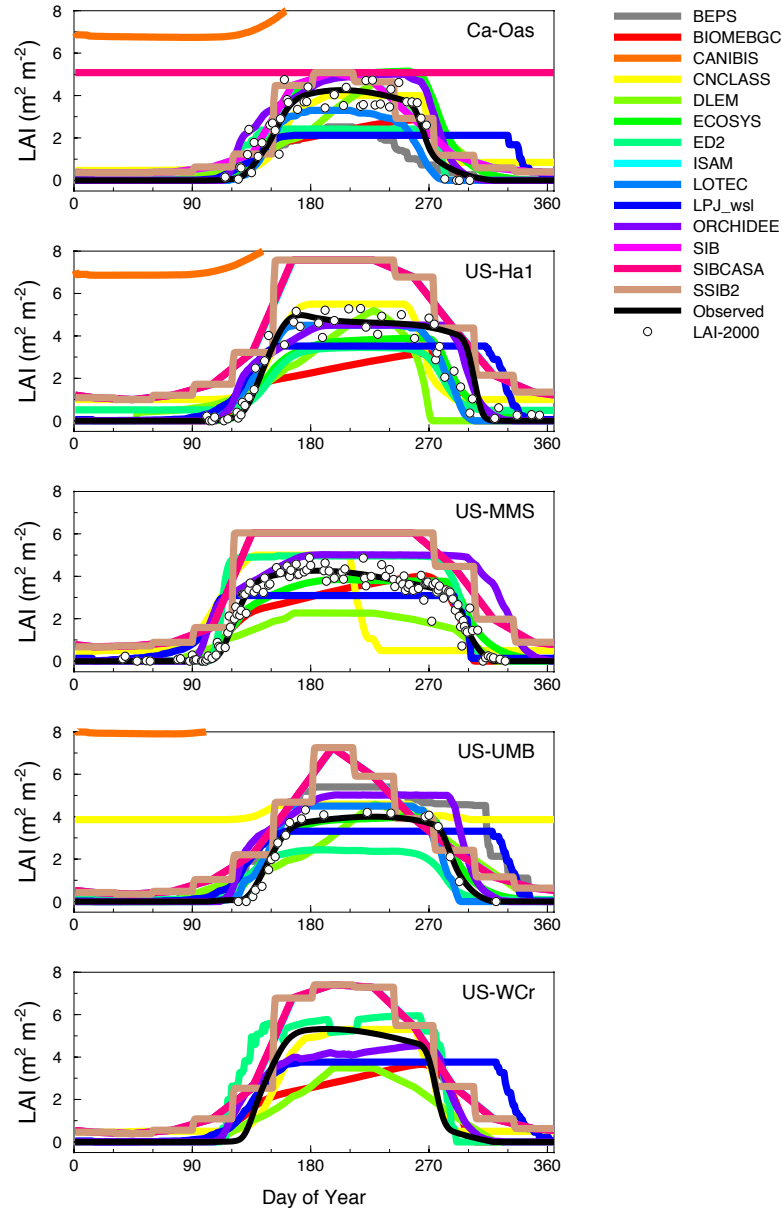 Ca-Oas
LAI (m² m⁻²)
8
6
4
2
0
0 90 180 270 360
US-Ha1
LAI (m² m⁻²)
8
6
4
2
0
0 90 180 270 360
US-MMS
LAI (m² m⁻²)
8
6
4
2
0
0 90 180 270 360
US-UMB
LAI (m² m⁻²)
8
6
4
2
0
0 90 180 270 360
US-WCr
LAI (m² m⁻²)
8
6
4
2
0
0 90 180 270 360
Day of Year
BEPS
BIOMEBGC
CANIBIS
CNCLASS
DLEM
ECOSYS
ED2
ISAM
LOTEC
LPJ_wsl
ORCHIDEE
SIB
SIBCASA
SSIB2
Observed
LAI-2000